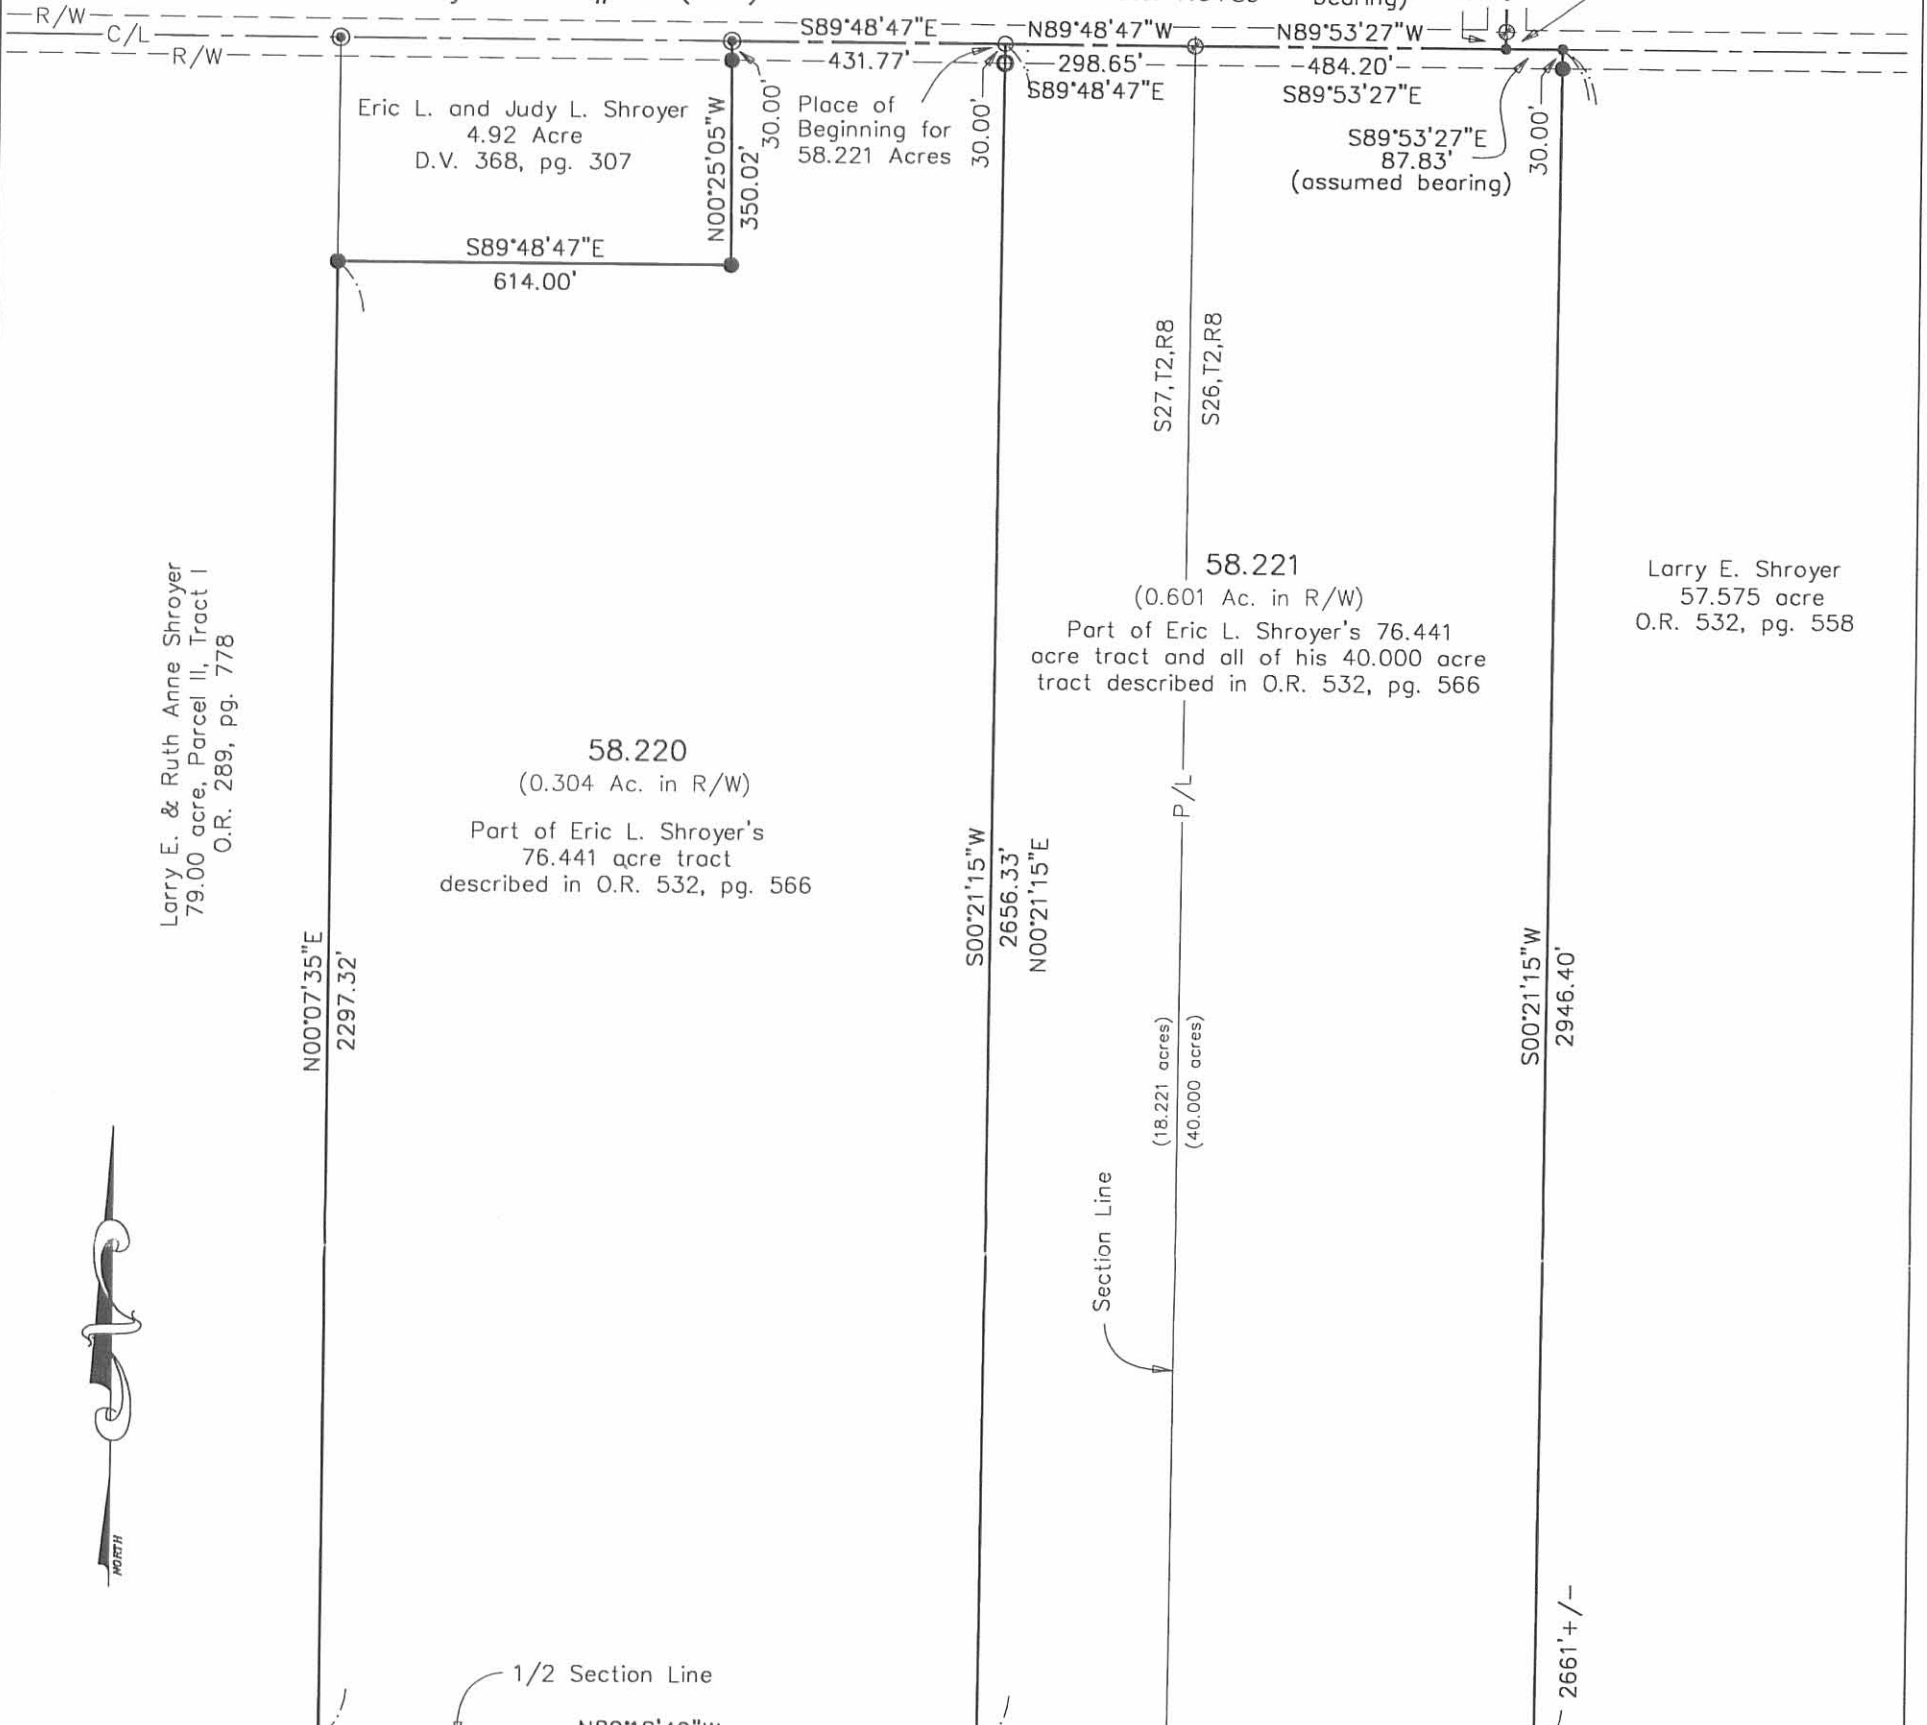 bearing)
R/W
C/L
R/W
S89°48'47"E
431.77'
N89°48'47"W
298.65'
S89°48'47"E
N89°53'27"W
484.20'
S89°53'27"E
S89°53'27"E
87.83'
(assumed bearing)
30.00'
Eric L. and Judy L. Shroyer
4.92 Acre
D.V. 368, pg. 307
N00°25'05"W
350.02'
30.00'
Place of
Beginning for
58.221 Acres
30.00'
S89°48'47"E
614.00'
S27,T2,R8
S26,T2,R8
58.221
(0.601 Ac. in R/W)
Part of Eric L. Shroyer's 76.441
acre tract and all of his 40.000 acre
tract described in O.R. 532, pg. 566
Larry E. Shroyer
57.575 acre
O.R. 532, pg. 558
Larry E. & Ruth Anne Shroyer
79.00 acre, Parcel II, Tract I
O.R. 289, pg. 778
58.220
(0.304 Ac. in R/W)
Part of Eric L. Shroyer's
76.441 acre tract
described in O.R. 532, pg. 566
P/L
S00°21'15"W
2656.33'
N00°21'15"E
N00°07'35"E
2297.32'
S00°21'15"W
2946.40'
(18.221 acres)
(40.000 acres)
Section Line
NORTH
2661'+/-
1/2 Section Line